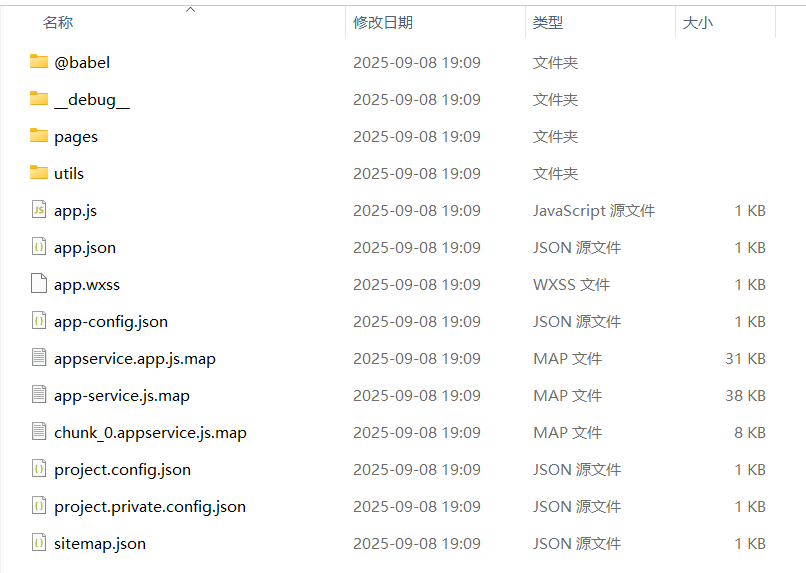 名称 修改日期 类型 大小
@babel 2025-09-08 19:09 文件夹
__debug__ 2025-09-08 19:09 文件夹
pages 2025-09-08 19:09 文件夹
utils 2025-09-08 19:09 文件夹
app.js 2025-09-08 19:09 JavaScript 源文件 1 KB
app.json 2025-09-08 19:09 JSON 源文件 1 KB
app.wxss 2025-09-08 19:09 WXSS 文件 1 KB
app-config.json 2025-09-08 19:09 JSON 源文件 1 KB
appservice.app.js.map 2025-09-08 19:09 MAP 文件 31 KB
app-service.js.map 2025-09-08 19:09 MAP 文件 38 KB
chunk_0.appservice.js.map 2025-09-08 19:09 MAP 文件 8 KB
project.config.json 2025-09-08 19:09 JSON 源文件 1 KB
project.private.config.json 2025-09-08 19:09 JSON 源文件 1 KB
sitemap.json 2025-09-08 19:09 JSON 源文件 1 KB